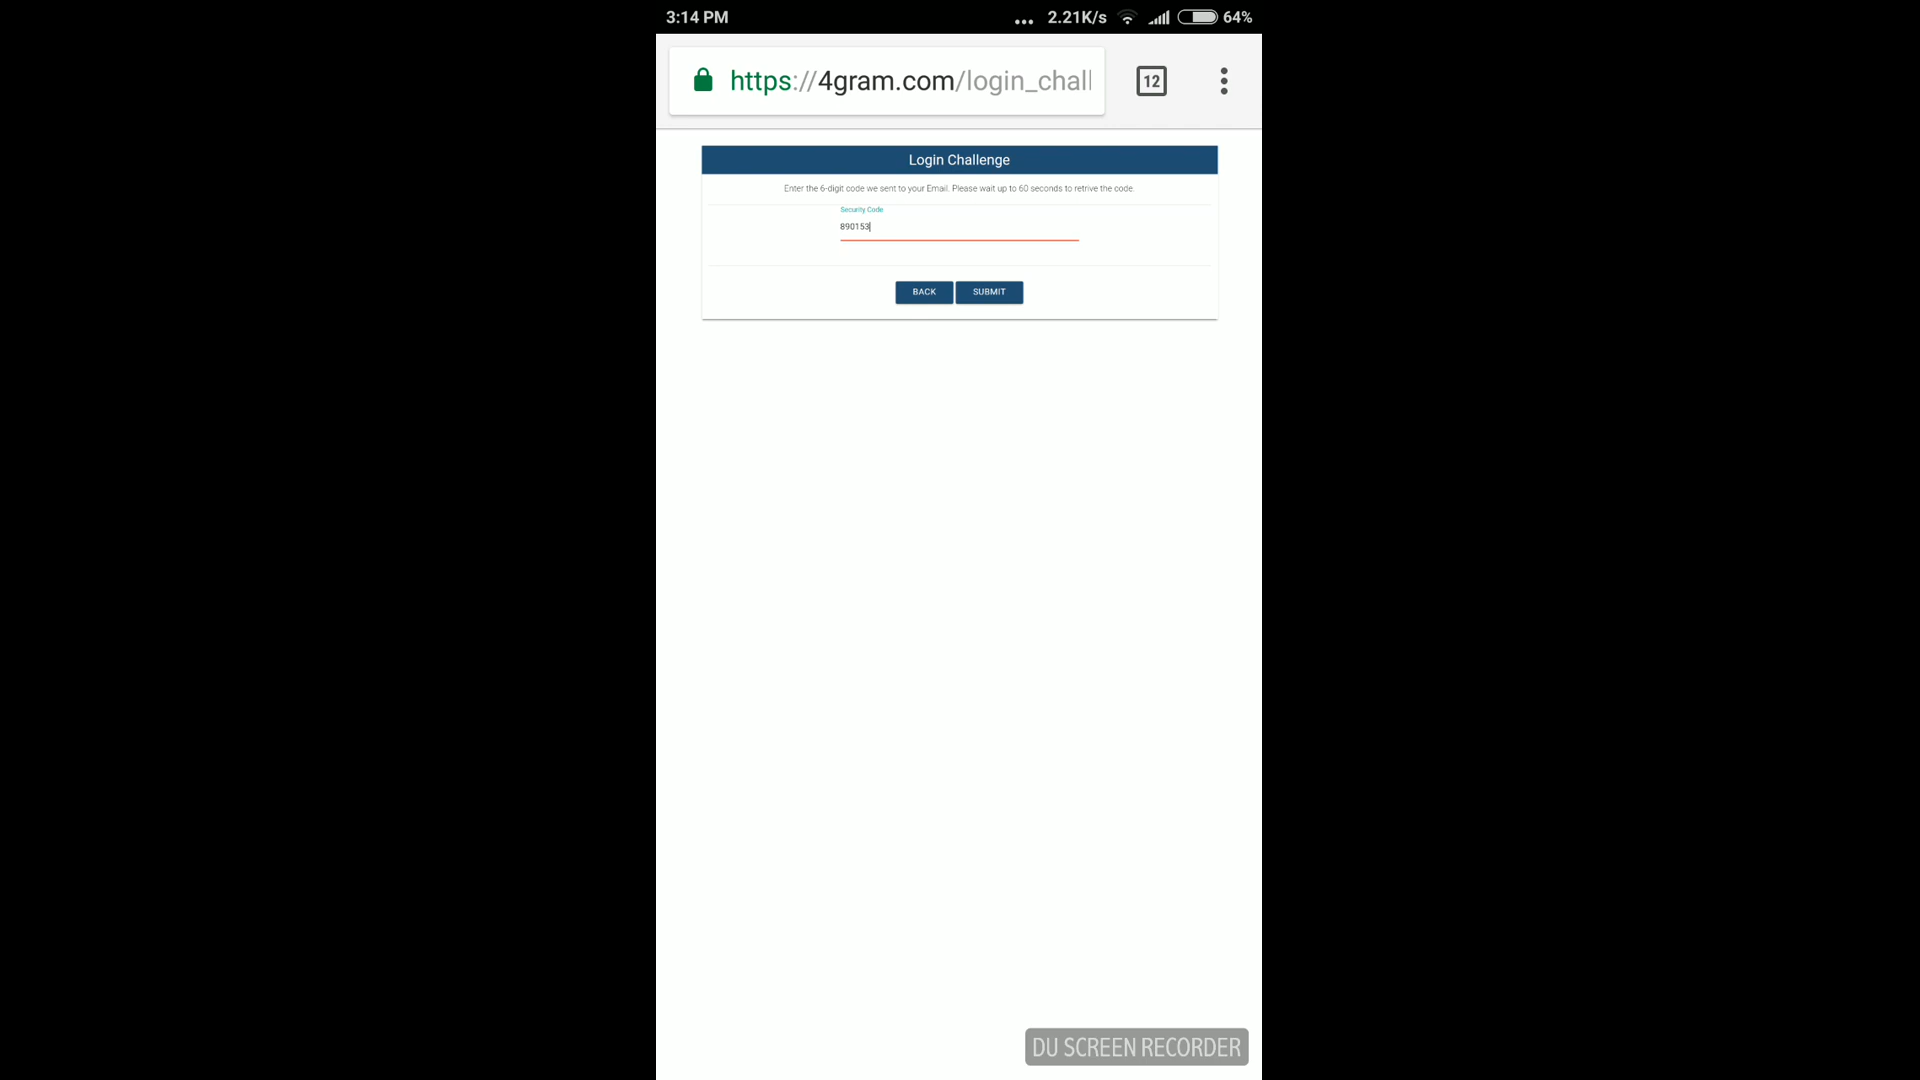 3:14 PM ... 2.21K/s 64%
https://4gram.com/login_chal
12
Login Challenge
Enter the 6-digit code we sent to your Email. Please wait up to 60 seconds to retrive the code.
Security Code
890153
BACK SUBMIT
DU SCREEN RECORDER